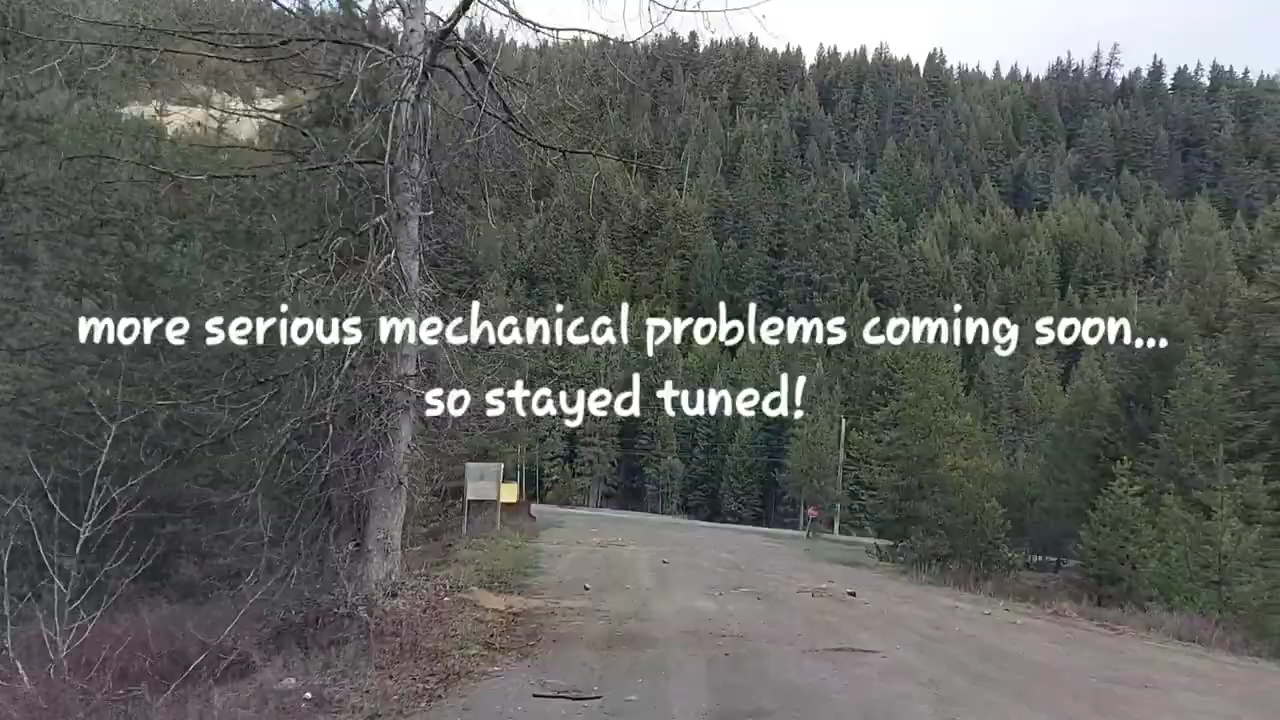 more serious mechanical problems coming soon...
so stayed tuned!